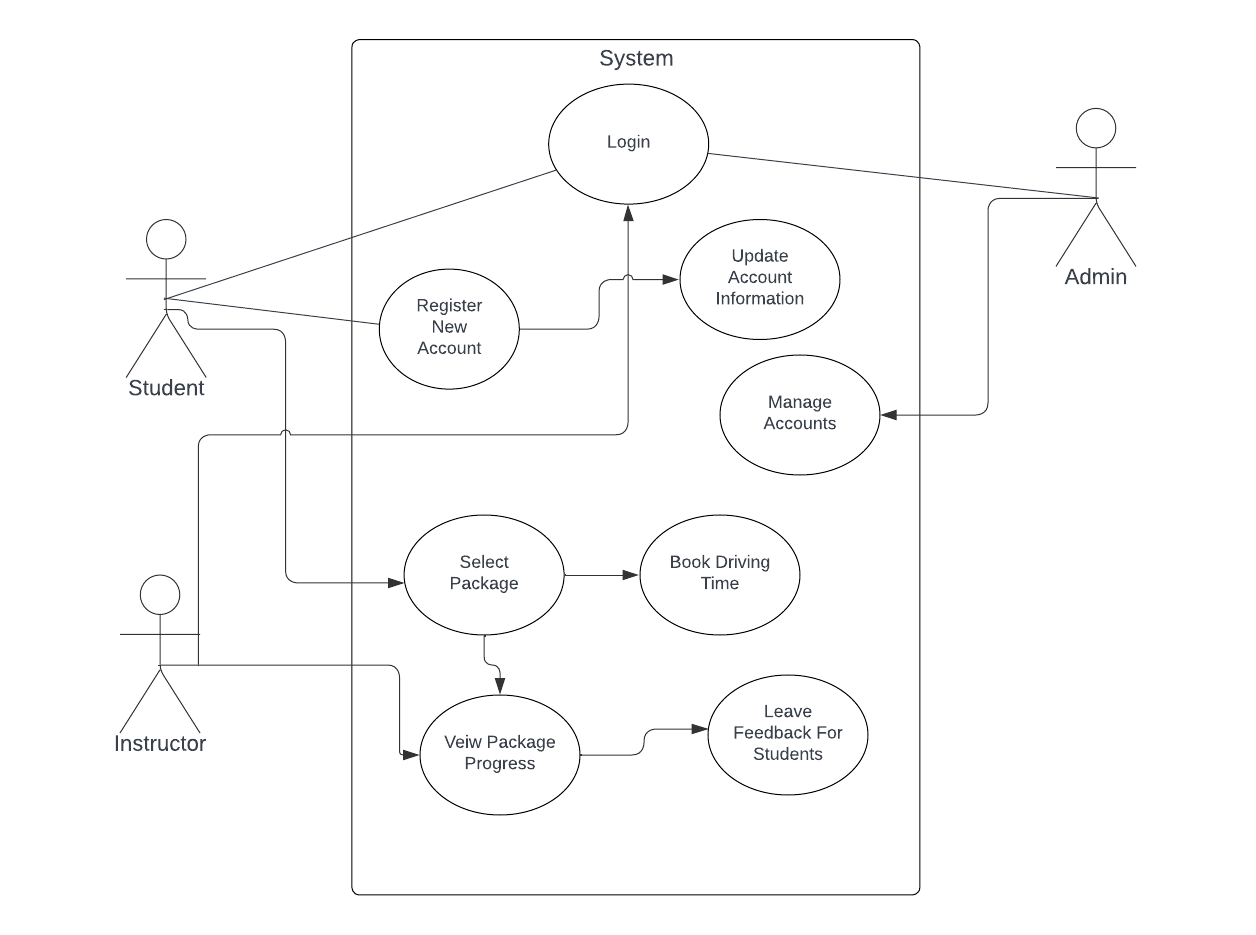 System
Login
Update
Account
Information
Admin
Register
New
Account
Student
Manage
Accounts
Select
Package
Book Driving
Time
Instructor
Veiw Package
Progress
Leave
Feedback For
Students